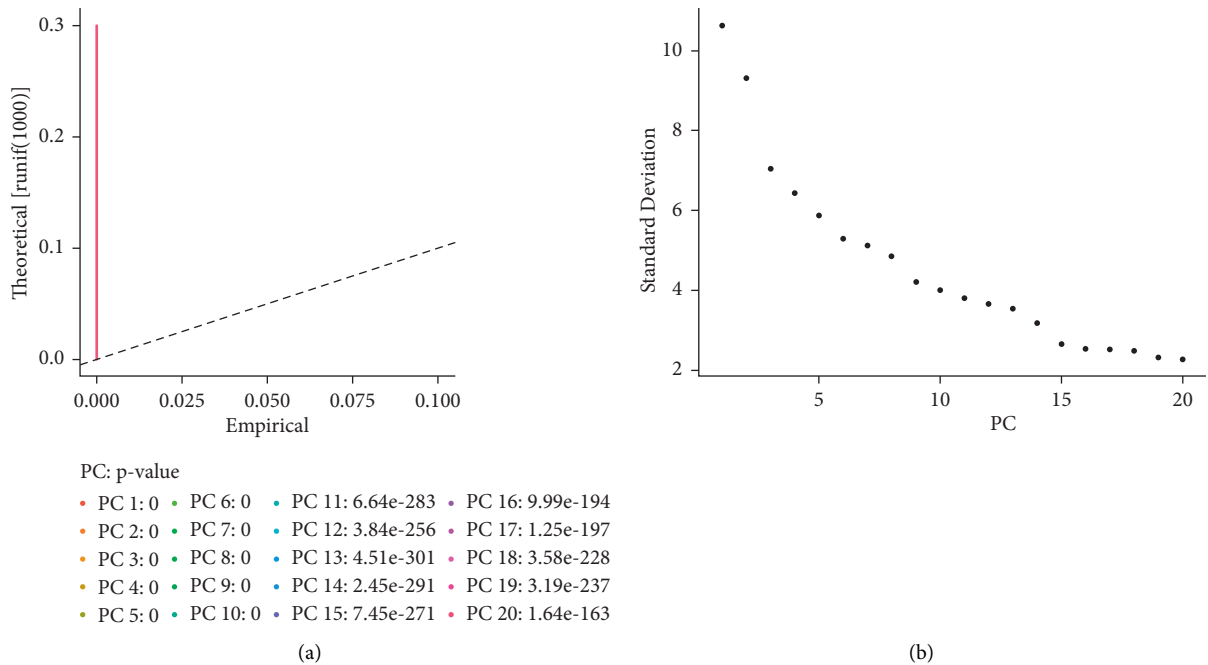 0.3
0.2
0.1
0.0
Theoretical [runif(1000)]
0.000 0.025 0.050 0.075 0.100
Empirical
PC: p-value
PC 1: 0 PC 6: 0 PC 11: 6.64e-283 PC 16: 9.99e-194
PC 2: 0 PC 7: 0 PC 12: 3.84e-256 PC 17: 1.25e-197
PC 3: 0 PC 8: 0 PC 13: 4.51e-301 PC 18: 3.58e-228
PC 4: 0 PC 9: 0 PC 14: 2.45e-291 PC 19: 3.19e-237
PC 5: 0 PC 10: 0 PC 15: 7.45e-271 PC 20: 1.64e-163
(a)
10
8
6
4
2
Standard Deviation
5 10 15 20
PC
(b)